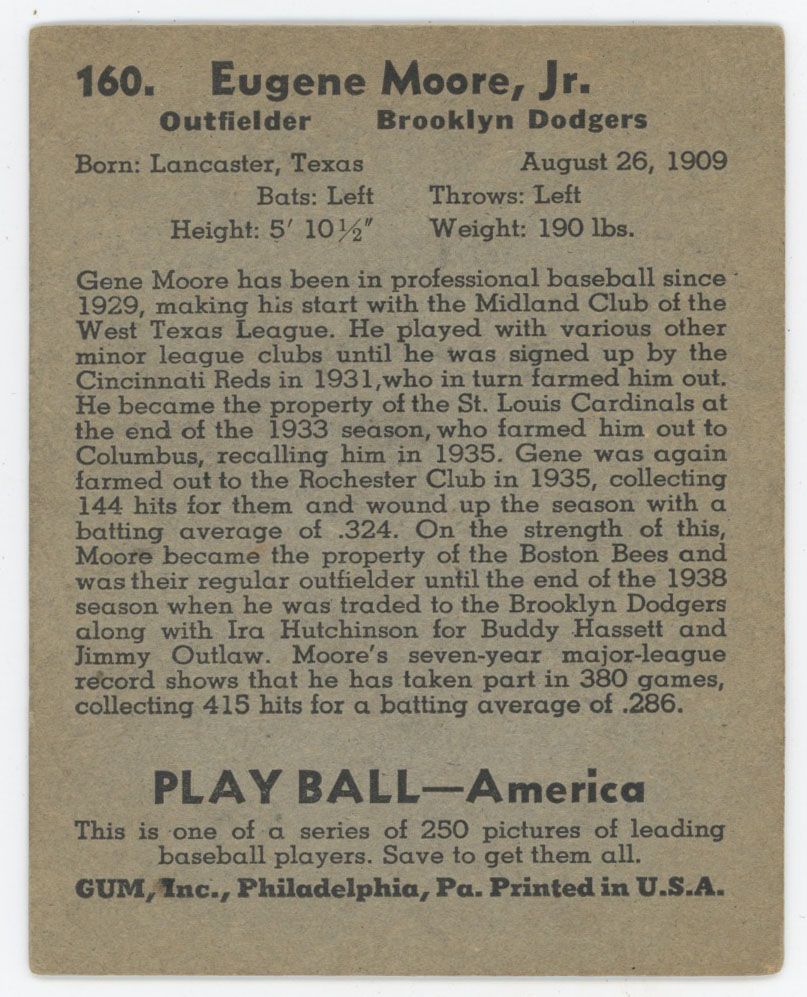 160. Eugene Moore, Jr.
Outfielder Brooklyn Dodgers
Born: Lancaster, Texas August 26, 1909
Bats: Left Throws: Left
Height: 5' 10½" Weight: 190 lbs.
Gene Moore has been in professional baseball since
1929, making his start with the Midland Club of the
West Texas League. He played with various other
minor league clubs until he was signed up by the
Cincinnati Reds in 1931,who in turn farmed him out.
He became the property of the St. Louis Cardinals at
the end of the 1933 season, who farmed him out to
Columbus, recalling him in 1935. Gene was again
farmed out to the Rochester Club in 1935, collecting
144 hits for them and wound up the season with a
batting average of .324. On the strength of this,
Moore became the property of the Boston Bees and
was their regular outfielder until the end of the 1938
season when he was traded to the Brooklyn Dodgers
along with Ira Hutchinson for Buddy Hassett and
Jimmy Outlaw. Moore's seven-year major-league
record shows that he has taken part in 380 games,
collecting 415 hits for a batting average of .286.
PLAY BALL—America
This is one of a series of 250 pictures of leading
baseball players. Save to get them all.
GUM, Inc., Philadelphia, Pa. Printed in U.S.A.